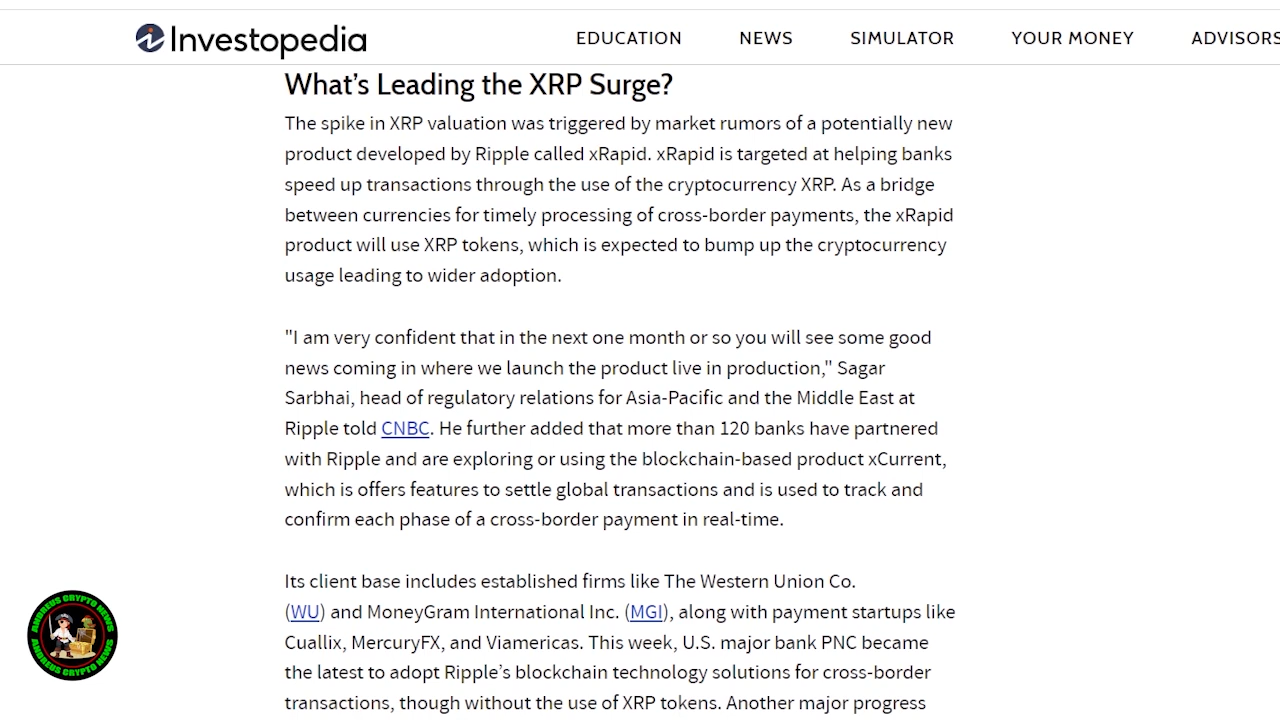 Investopedia
EDUCATION NEWS SIMULATOR YOUR MONEY ADVISORS
What's Leading the XRP Surge?
The spike in XRP valuation was triggered by market rumors of a potentially new
product developed by Ripple called xRapid. xRapid is targeted at helping banks
speed up transactions through the use of the cryptocurrency XRP. As a bridge
between currencies for timely processing of cross-border payments, the xRapid
product will use XRP tokens, which is expected to bump up the cryptocurrency
usage leading to wider adoption.
"I am very confident that in the next one month or so you will see some good
news coming in where we launch the product live in production," Sagar
Sarbhai, head of regulatory relations for Asia-Pacific and the Middle East at
Ripple told CNBC. He further added that more than 120 banks have partnered
with Ripple and are exploring or using the blockchain-based product xCurrent,
which is offers features to settle global transactions and is used to track and
confirm each phase of a cross-border payment in real-time.
Its client base includes established firms like The Western Union Co.
(WU) and MoneyGram International Inc. (MGI), along with payment startups like
Cuallix, MercuryFX, and Viamericas. This week, U.S. major bank PNC became
the latest to adopt Ripple's blockchain technology solutions for cross-border
transactions, though without the use of XRP tokens. Another major progress
ANDREUS CRYPTO NEWS
ANDREUS CRYPTO NEWS